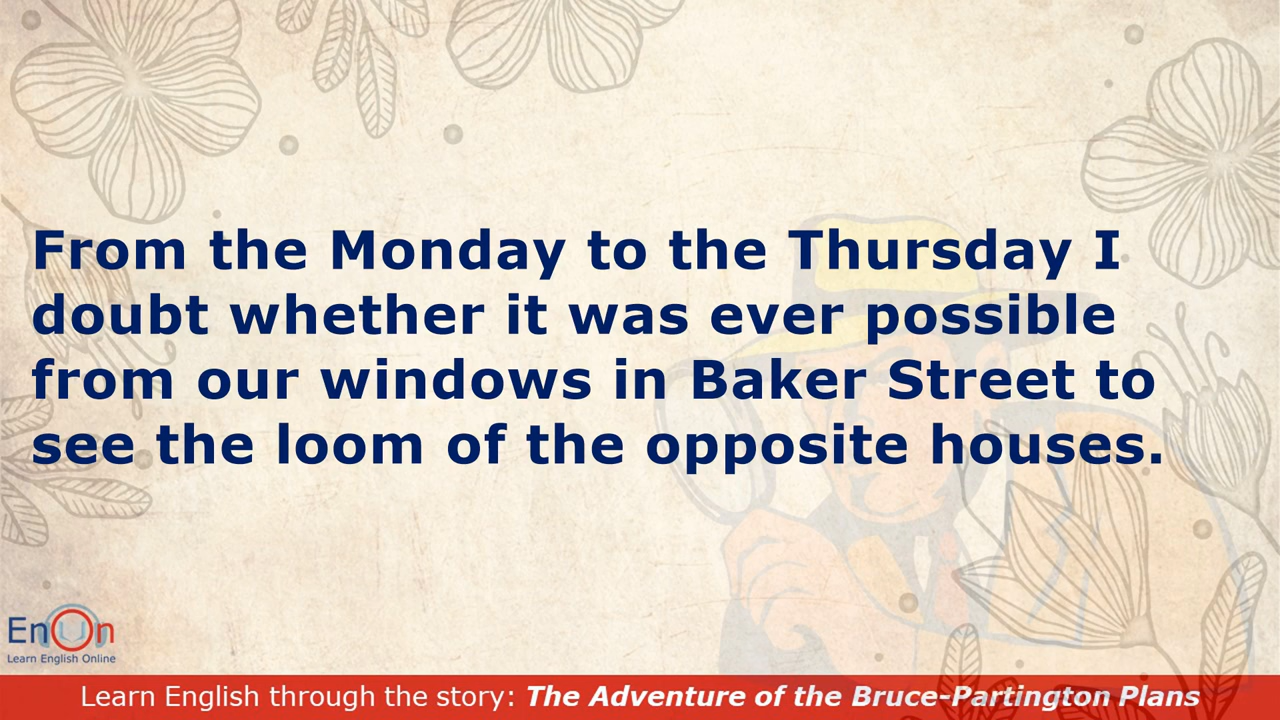 From the Monday to the Thursday I
doubt whether it was ever possible
from our windows in Baker Street to
see the loom of the opposite houses.
EnOn
Learn English Online
Learn English through the story: The Adventure of the Bruce-Partington Plans